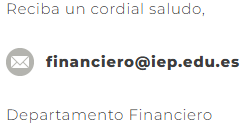 Reciba un cordial saludo,
financiero@iep.edu.es
Departamento Financiero